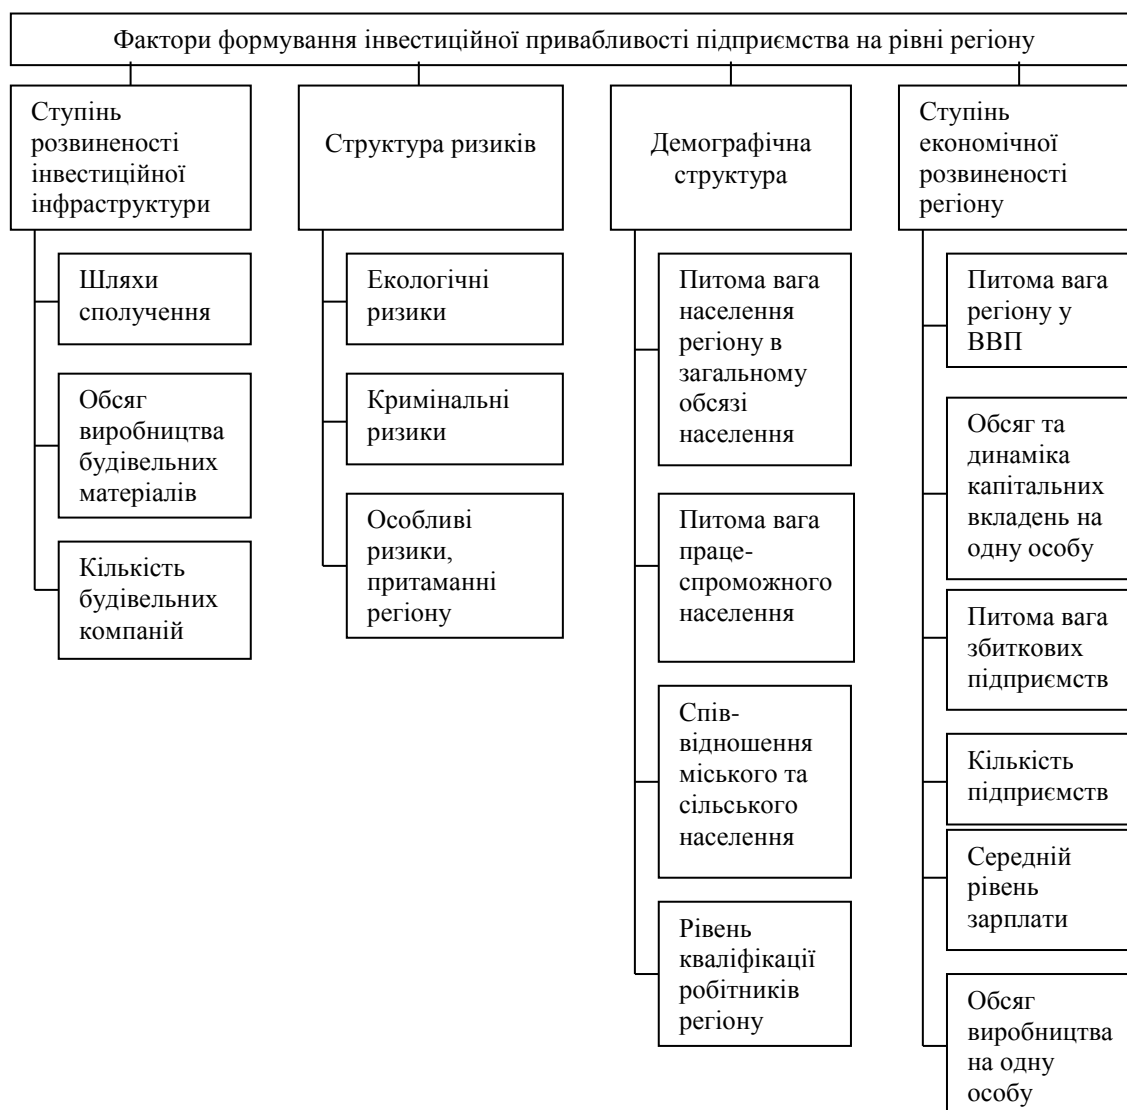 Фактори формування інвестиційної привабливості підприємства на рівні регіону
Ступінь
розвиненості
інвестиційної
інфраструктури
Шляхи
сполучення
Обсяг
виробництва
будівельних
матеріалів
Кількість
будівельних
компаній
Структура ризиків
Екологічні
ризики
Кримінальні
ризики
Особливі
ризики,
притаманні
регіону
Демографічна
структура
Питома вага
населення
регіону в
загальному
обсязі
населення
Питома вага
праце-
спроможного
населення
Спів-
відношення
міського та
сільського
населення
Рівень
кваліфікації
робітників
регіону
Ступінь
економічної
розвиненості
регіону
Питома вага
регіону у
ВВП
Обсяг та
динаміка
капітальних
вкладень на
одну особу
Питома вага
збиткових
підприємств
Кількість
підприємств
Середній
рівень
зарплати
Обсяг
виробництва
на одну
особу